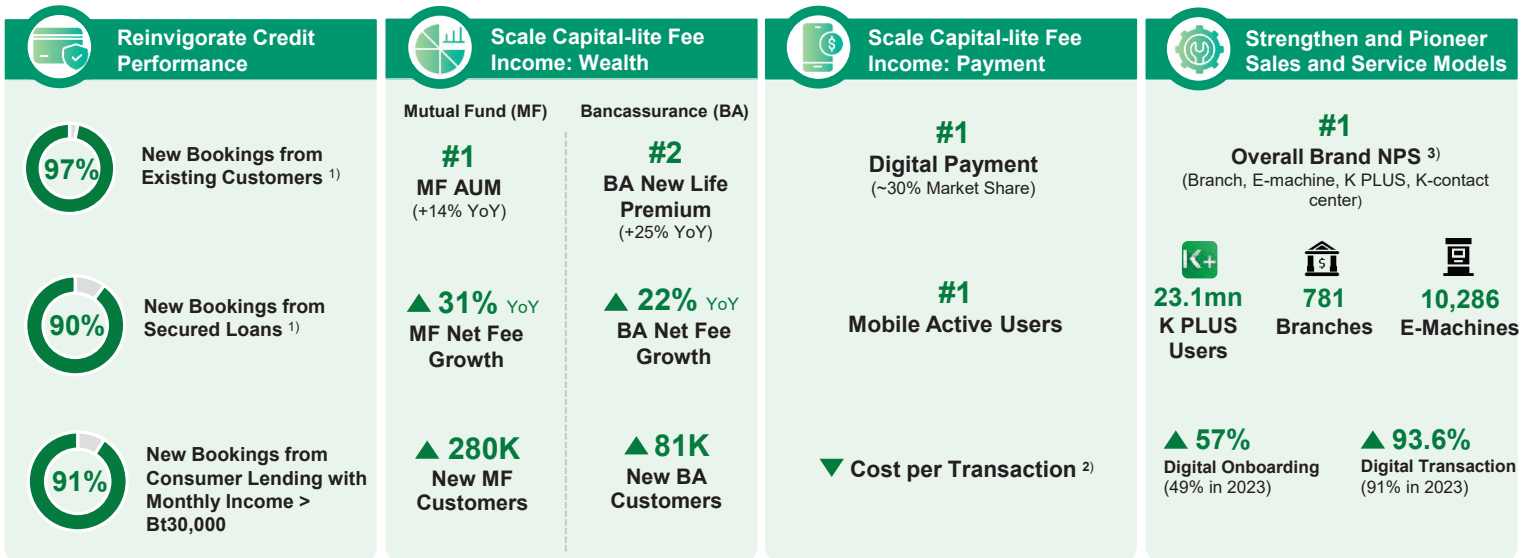 Reinvigorate Credit
Performance
97%
New Bookings from
Existing Customers 1)
90%
New Bookings from
Secured Loans 1)
91%
New Bookings from
Consumer Lending with
Monthly Income >
Bt30,000
Scale Capital-lite Fee
Income: Wealth
Mutual Fund (MF)
#1
MF AUM
(+14% YoY)
▲ 31% YoY
MF Net Fee
Growth
▲ 280K
New MF
Customers
Bancassurance (BA)
#2
BA New Life
Premium
(+25% YoY)
▲ 22% YoY
BA Net Fee
Growth
▲ 81K
New BA
Customers
Scale Capital-lite Fee
Income: Payment
#1
Digital Payment
(~30% Market Share)
#1
Mobile Active Users
▼ Cost per Transaction 2)
Strengthen and Pioneer
Sales and Service Models
#1
Overall Brand NPS 3)
(Branch, E-machine, K PLUS, K-contact
center)
K+
23.1mn
K PLUS
Users
781
Branches
10,286
E-Machines
▲ 57%
Digital Onboarding
(49% in 2023)
▲ 93.6%
Digital Transaction
(91% in 2023)